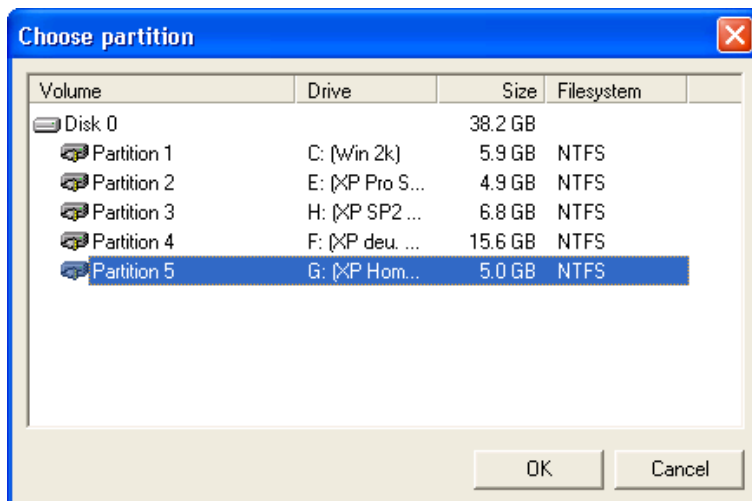 Choose partition
Volume Drive Size Filesystem
Disk 0 38.2 GB
Partition 1 C: (Win 2k) 5.9 GB NTFS
Partition 2 E: (XP Pro S... 4.9 GB NTFS
Partition 3 H: (XP SP2 ... 6.8 GB NTFS
Partition 4 F: (XP deu. ... 15.6 GB NTFS
Partition 5 G: (XP Hom... 5.0 GB NTFS
OK Cancel